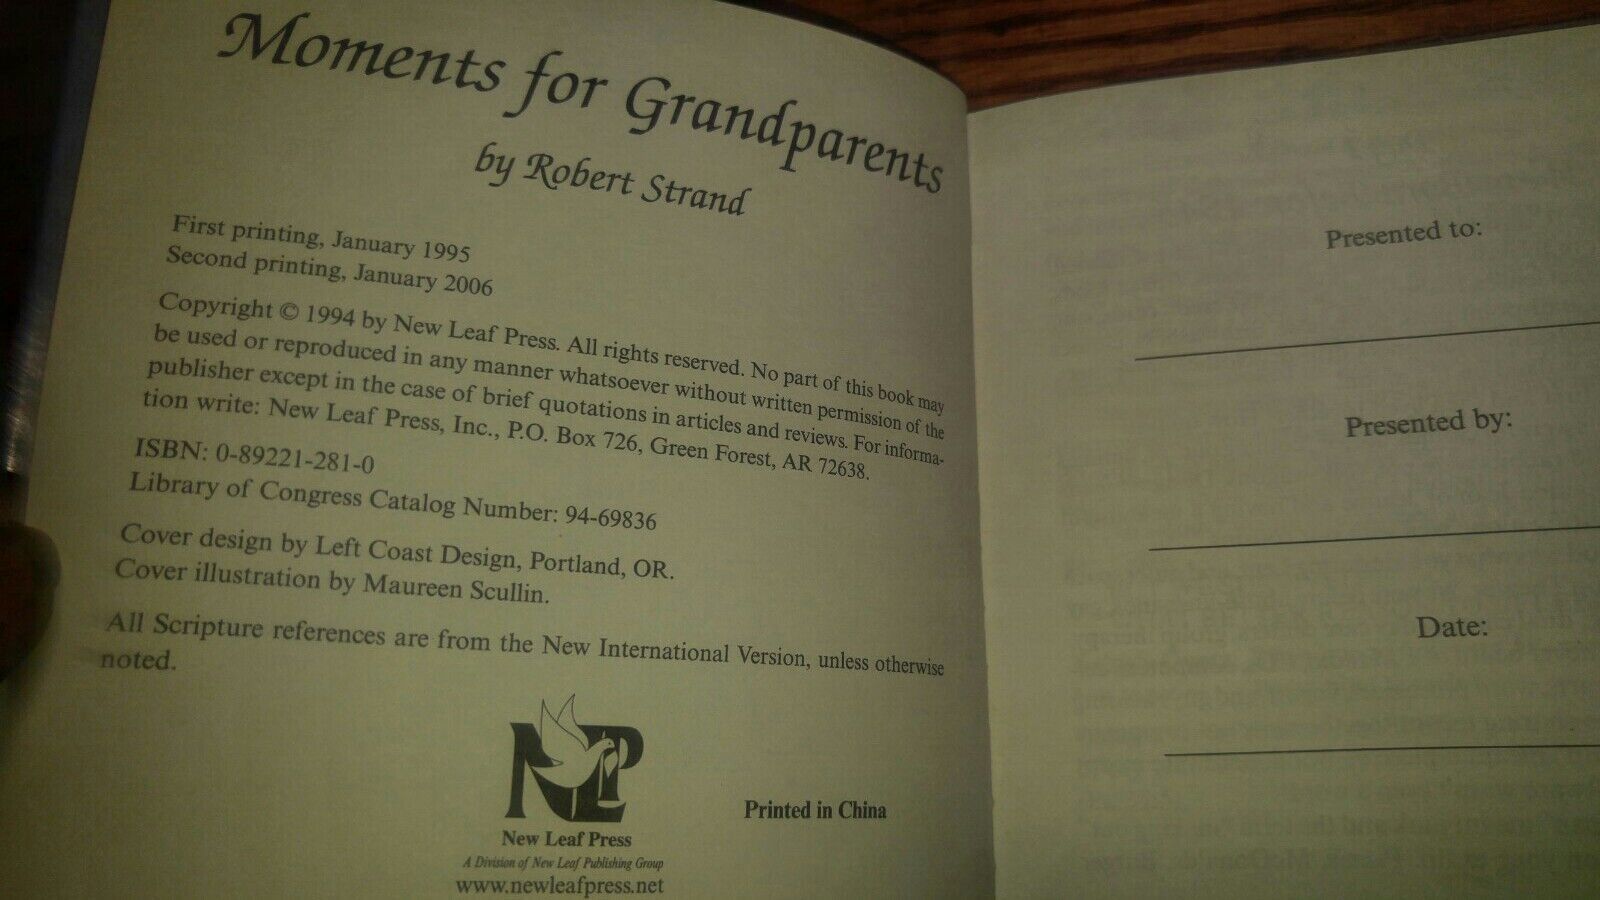 Moments for Grandparents
by Robert Strand
First printing, January 1995
Second printing, January 2006
Copyright © 1994 by New Leaf Press. All rights reserved. No part of this book may
be used or reproduced in any manner whatsoever without written permission of the
publisher except in the case of brief quotations in articles and reviews. For informa-
tion write: New Leaf Press, Inc., P.O. Box 726, Green Forest, AR 72638.
ISBN: 0-89221-281-0
Library of Congress Catalog Number: 94-69836
Cover design by Left Coast Design, Portland, OR.
Cover illustration by Maureen Scullin.
All Scripture references are from the New International Version, unless otherwise
noted.
NLP
New Leaf Press
A Division of New Leaf Publishing Group
www.newleafpress.net
Printed in China
Presented to:
Presented by:
Date: